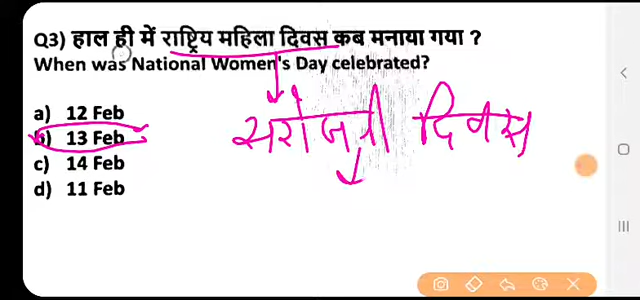 Q3) हाल ही में राष्ट्रिय महिला दिवस कब मनाया गया ?
When was National Women's Day celebrated?
a) 12 Feb
b) 13 Feb
c) 14 Feb
d) 11 Feb
सरोजनी दिवस